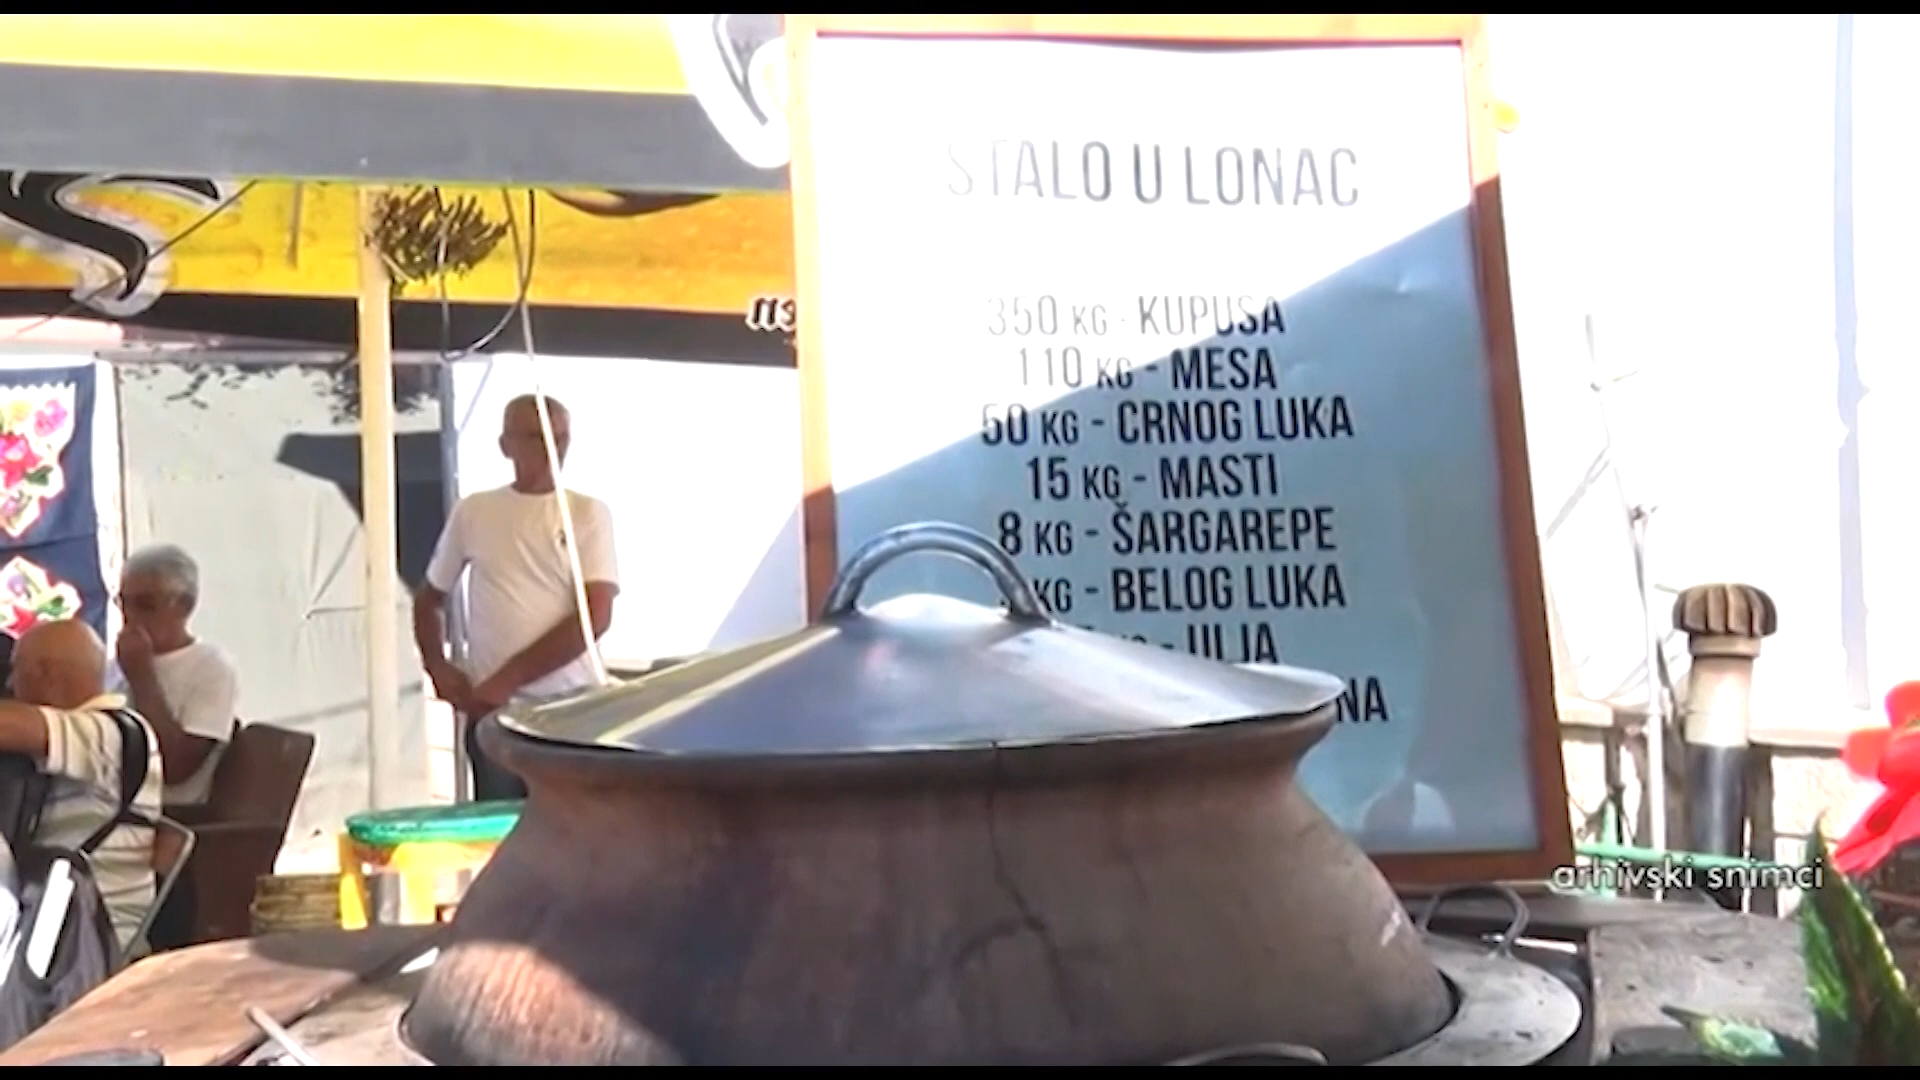 STALO U LONAC
350 KG - KUPUSA
110 KG - MESA
50 KG - CRNOG LUKA
15 KG - MASTI
8 KG - ŠARGAREPE
KG - BELOG LUKA
- ULJA
arhivski snimci